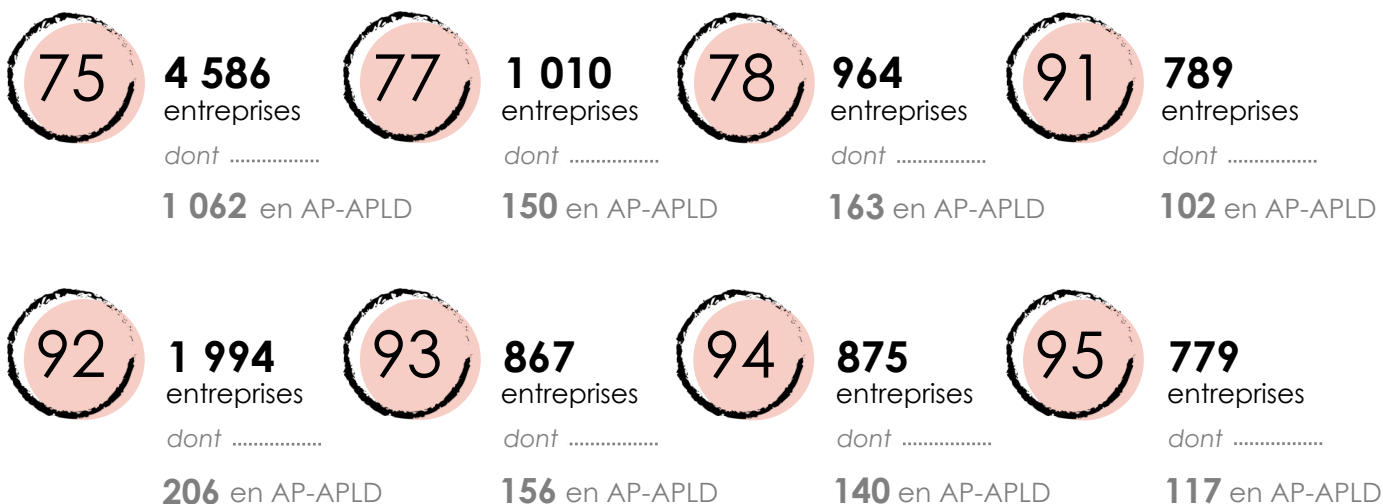 75
4 586
entreprises
dont .................
1 062 en AP-APLD
77
1 010
entreprises
dont .................
150 en AP-APLD
78
964
entreprises
dont .................
163 en AP-APLD
91
789
entreprises
dont .................
102 en AP-APLD
92
1 994
entreprises
dont .................
206 en AP-APLD
93
867
entreprises
dont .................
156 en AP-APLD
94
875
entreprises
dont .................
140 en AP-APLD
95
779
entreprises
dont .................
117 en AP-APLD